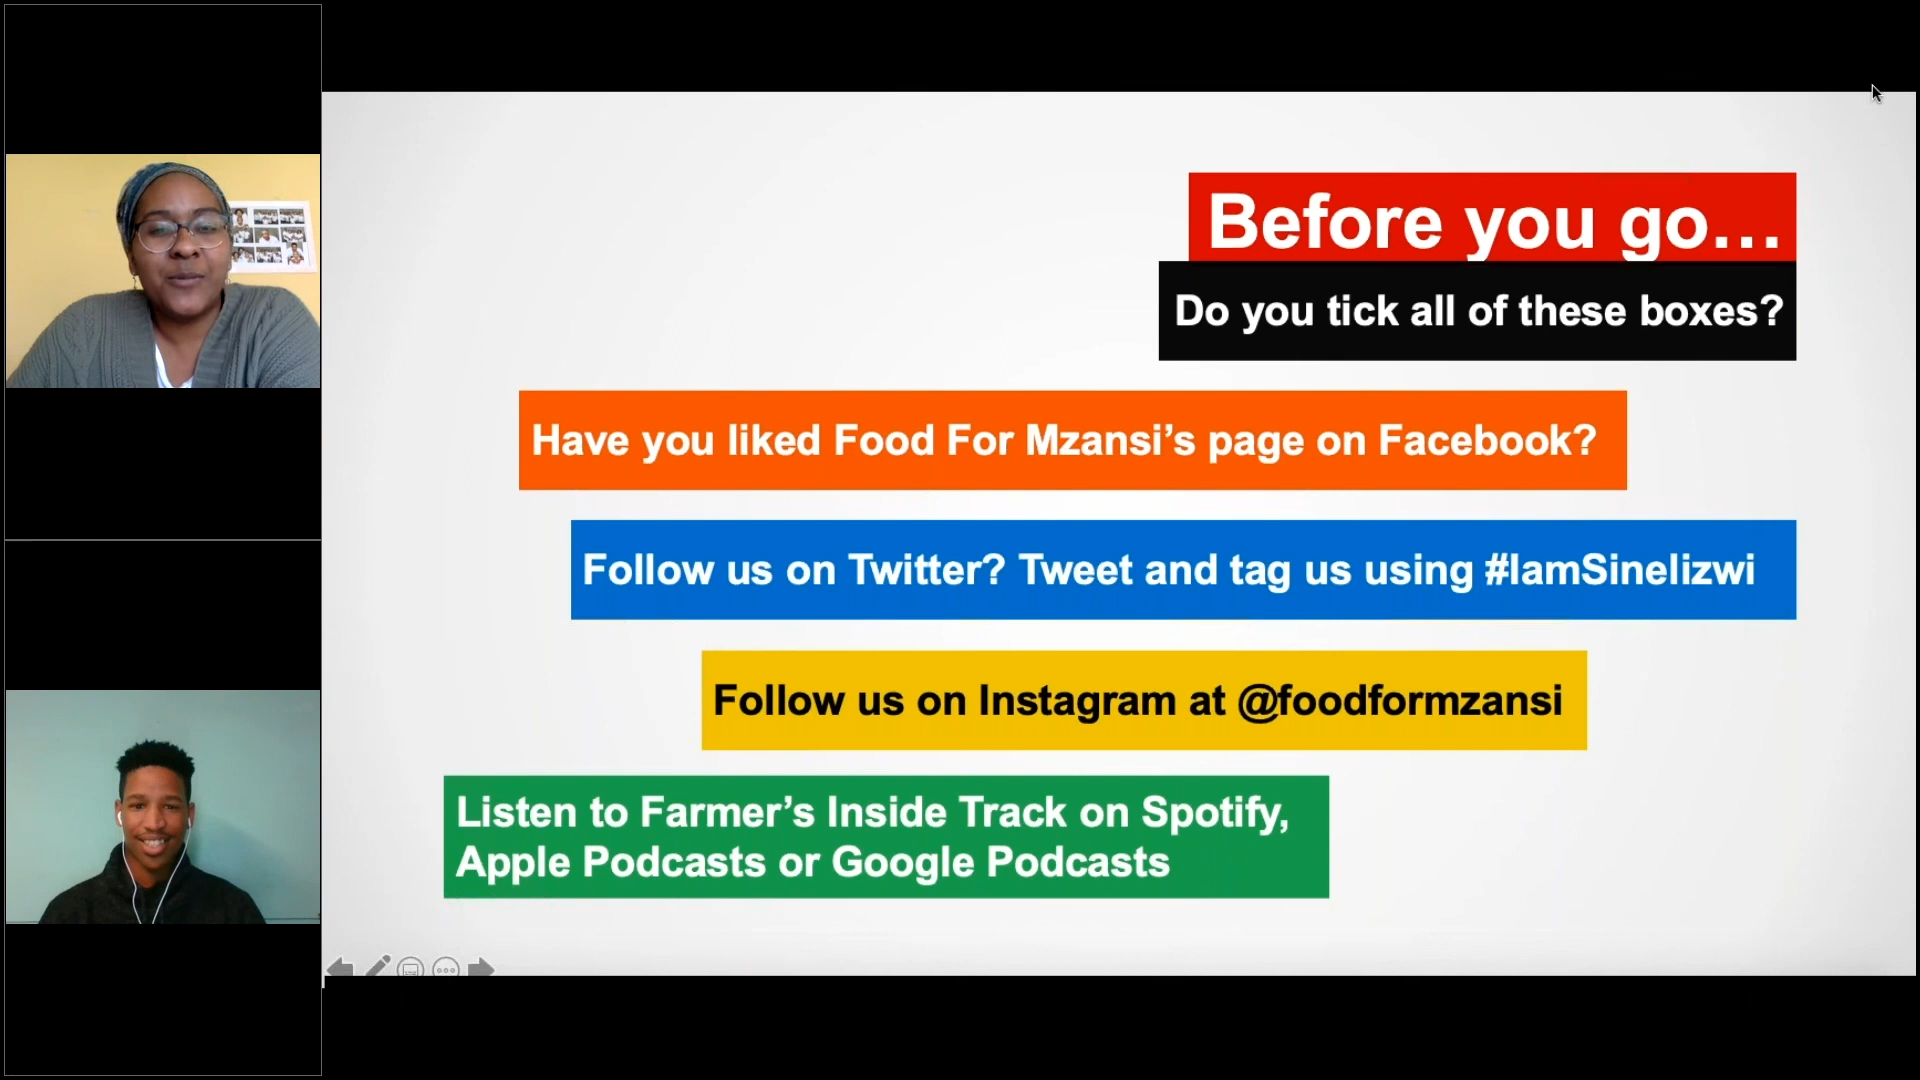 Before you go…
Do you tick all of these boxes?
Have you liked Food For Mzansi’s page on Facebook?
Follow us on Twitter? Tweet and tag us using #IamSinelizwi
Follow us on Instagram at @foodformzansi
Listen to Farmer’s Inside Track on Spotify,
Apple Podcasts or Google Podcasts